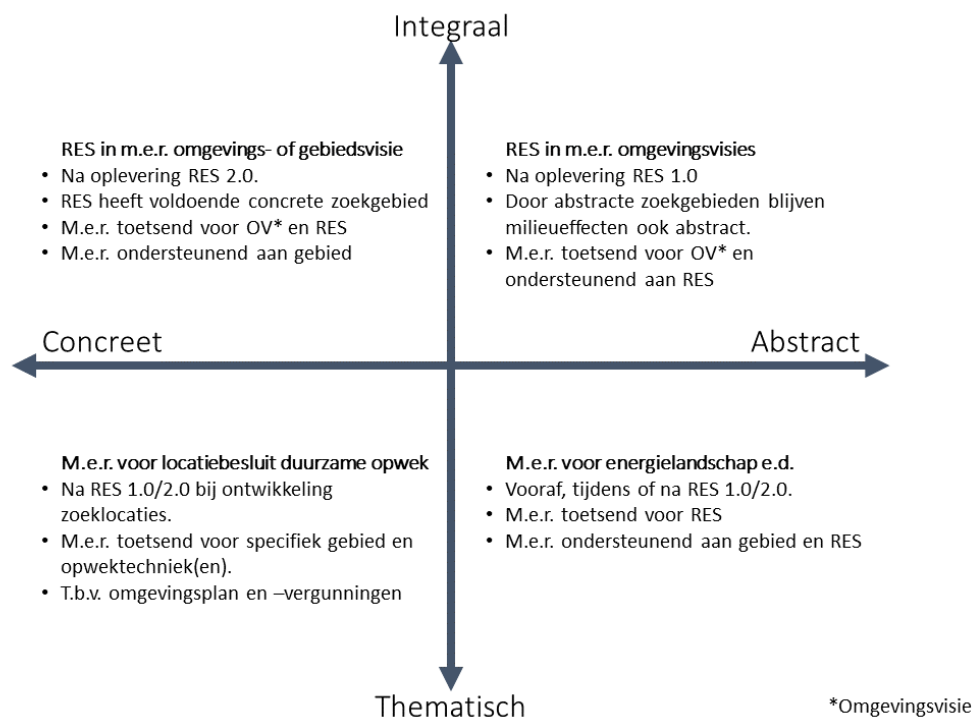 Integraal
RES in m.e.r. omgevings- of gebiedsvisie
• Na oplevering RES 2.0.
• RES heeft voldoende concrete zoekgebied
• M.e.r. toetsend voor OV* en RES
• M.e.r. ondersteunend aan gebied
RES in m.e.r. omgevingsvisies
• Na oplevering RES 1.0
• Door abstracte zoekgebieden blijven
milieueffecten ook abstract.
• M.e.r. toetsend voor OV* en
ondersteunend aan RES
Concreet
Abstract
M.e.r. voor locatiebesluit duurzame opwek
• Na RES 1.0/2.0 bij ontwikkeling
zoeklocaties.
• M.e.r. toetsend voor specifiek gebied en
opwektechniek(en).
• T.b.v. omgevingsplan en –vergunningen
M.e.r. voor energielandschap e.d.
• Vooraf, tijdens of na RES 1.0/2.0.
• M.e.r. toetsend voor RES
• M.e.r. ondersteunend aan gebied en RES
Thematisch
*Omgevingsvisie